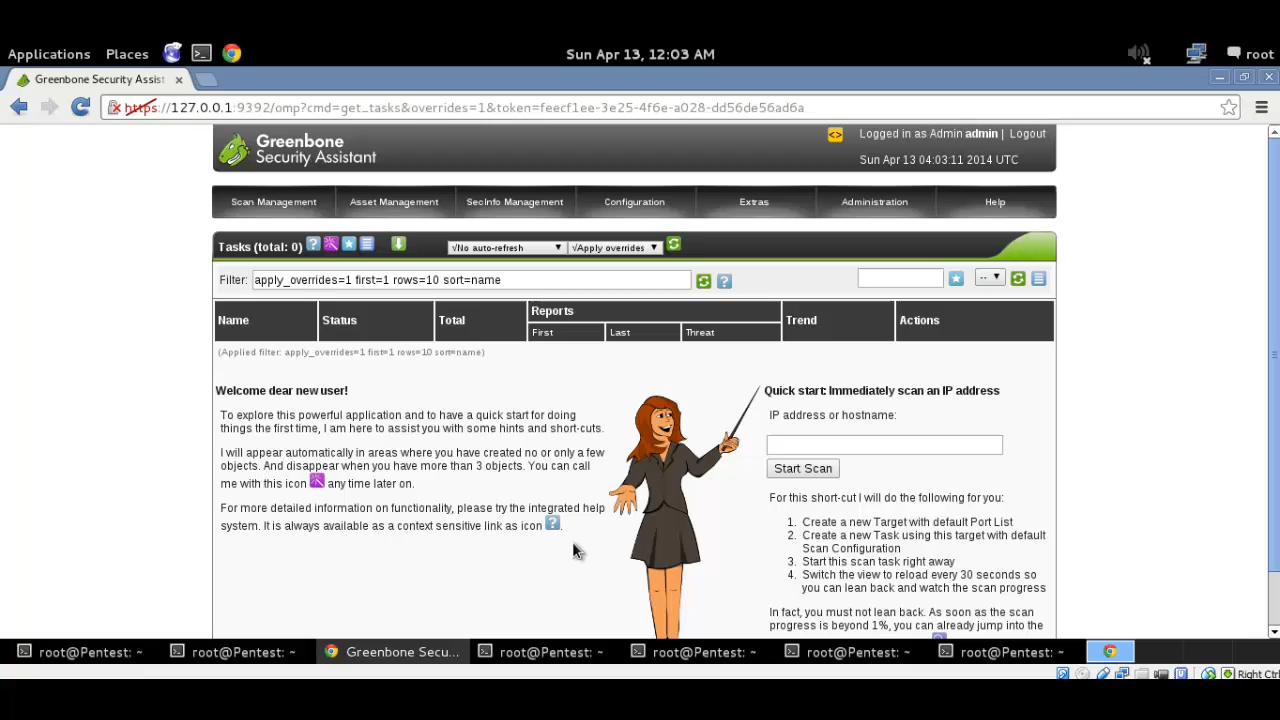 Applications Places Sun Apr 13, 12:03 AM root
Greenbone Security Assist
https://127.0.0.1:9392/omp?cmd=get_tasks&overrides=1&token=feecf1ee-3e25-4f6e-a028-dd56de56ad6a
Greenbone
Security Assistant
Logged in as Admin admin | Logout
Sun Apr 13 04:03:11 2014 UTC
Scan Management Asset Management SecInfo Management Configuration Extras Administration Help
Tasks (total: 0) √No auto-refresh √Apply overrides
Filter: apply_overrides=1 first=1 rows=10 sort=name --
Name Status Total Reports Trend Actions
First Last Threat
(Applied filter: apply_overrides=1 first=1 rows=10 sort=name)
Welcome dear new user!
To explore this powerful application and to have a quick start for doing
things the first time, I am here to assist you with some hints and short-cuts.
I will appear automatically in areas where you have created no or only a few
objects. And disappear when you have more than 3 objects. You can call
me with this icon any time later on.
For more detailed information on functionality, please try the integrated help
system. It is always available as a context sensitive link as icon .
Quick start: Immediately scan an IP address
IP address or hostname:
Start Scan
For this short-cut I will do the following for you:
1. Create a new Target with default Port List
2. Create a new Task using this target with default
Scan Configuration
3. Start this scan task right away
4. Switch the view to reload every 30 seconds so
you can lean back and watch the scan progress
In fact, you must not lean back. As soon as the scan
progress is beyond 1%, you can already jump into the
root@Pentest: ~ root@Pentest: ~ Greenbone Secu... root@Pentest: ~ root@Pentest: ~ root@Pentest: ~ root@Pentest: ~
Right Ctrl